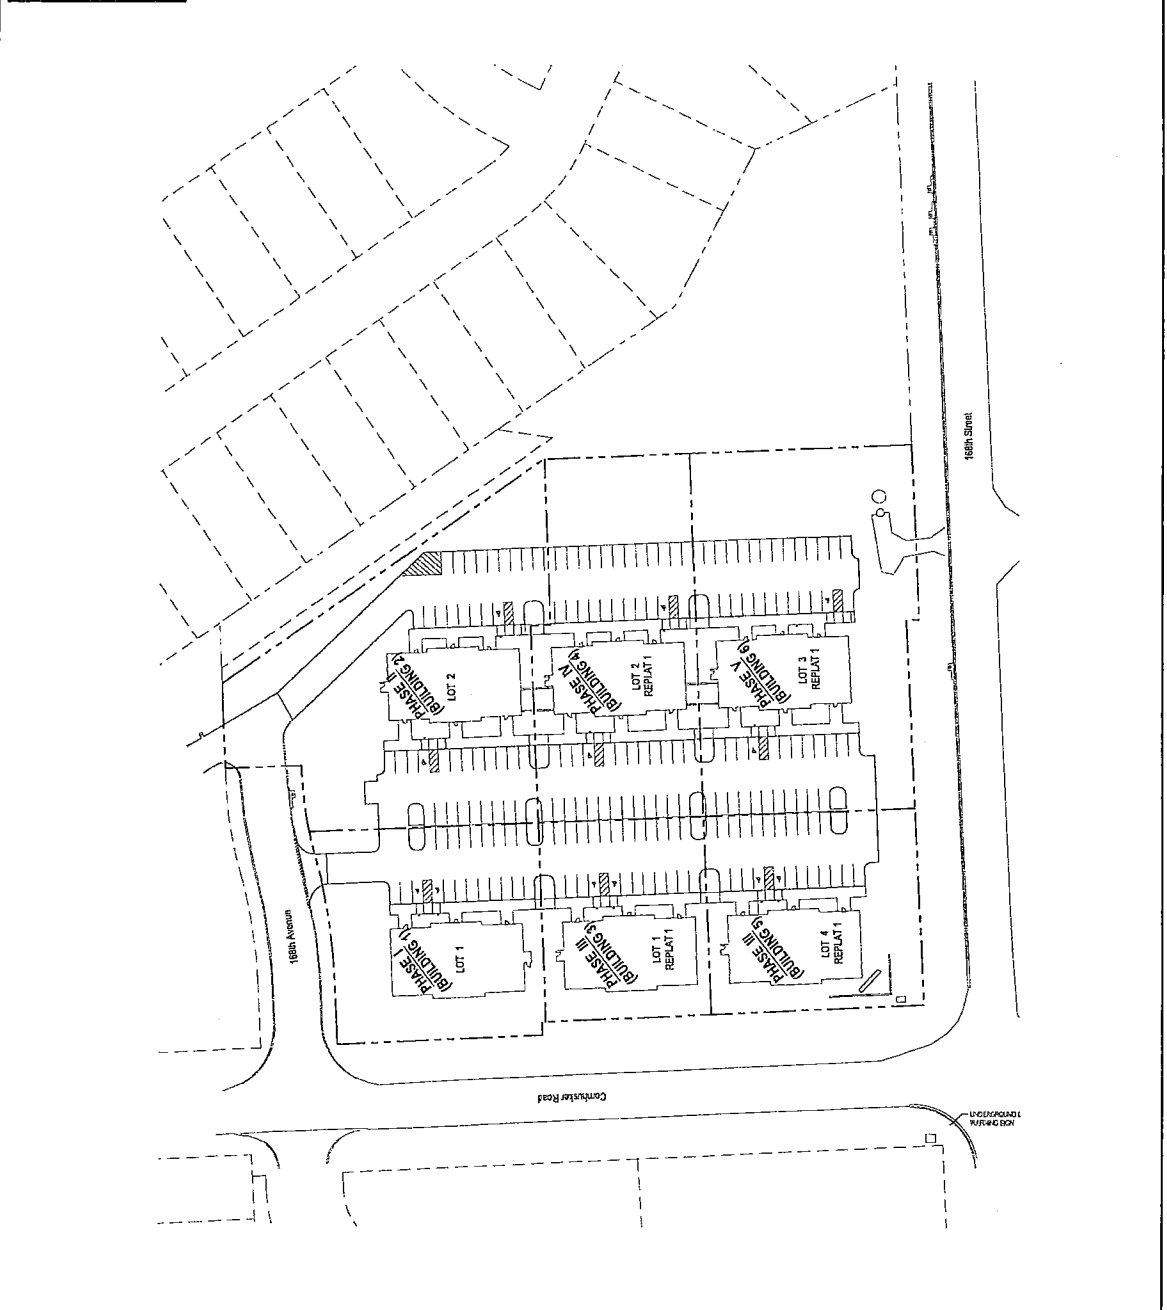 168th Street
PHASE II
(BUILDING 2)
LOT 2
PHASE IV
(BUILDING 4)
LOT 2
REPLAT 1
PHASE V
(BUILDING 6)
LOT 3
REPLAT 1
168th Avenue
PHASE I
(BUILDING 1)
LOT 1
PHASE III
(BUILDING 3)
LOT 1
REPLAT 1
PHASE III
(BUILDING 5)
LOT 4
REPLAT 1
Cornhusker Road
UNDERGROUND
SIGN